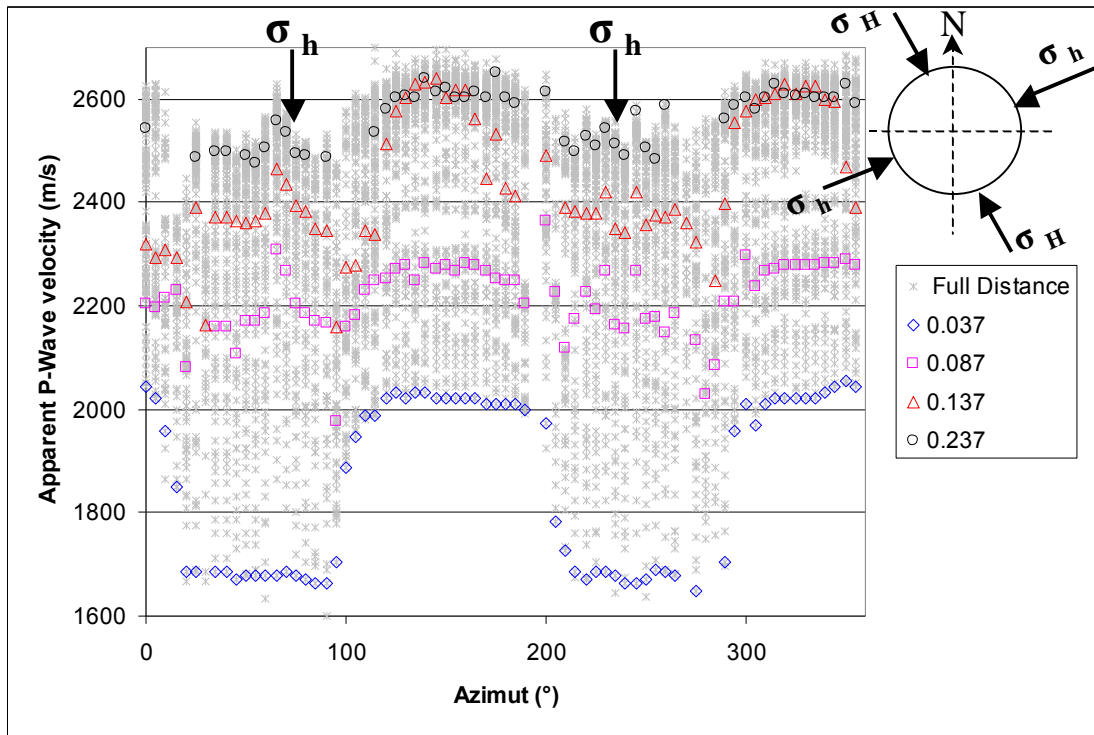 σ h
σ h
σ H
N
σ h
σ h
σ H
Apparent P-Wave velocity (m/s)
2600
2400
2200
2000
1800
1600
0
100
200
300
Azimut (°)
Full Distance
0.037
0.087
0.137
0.237